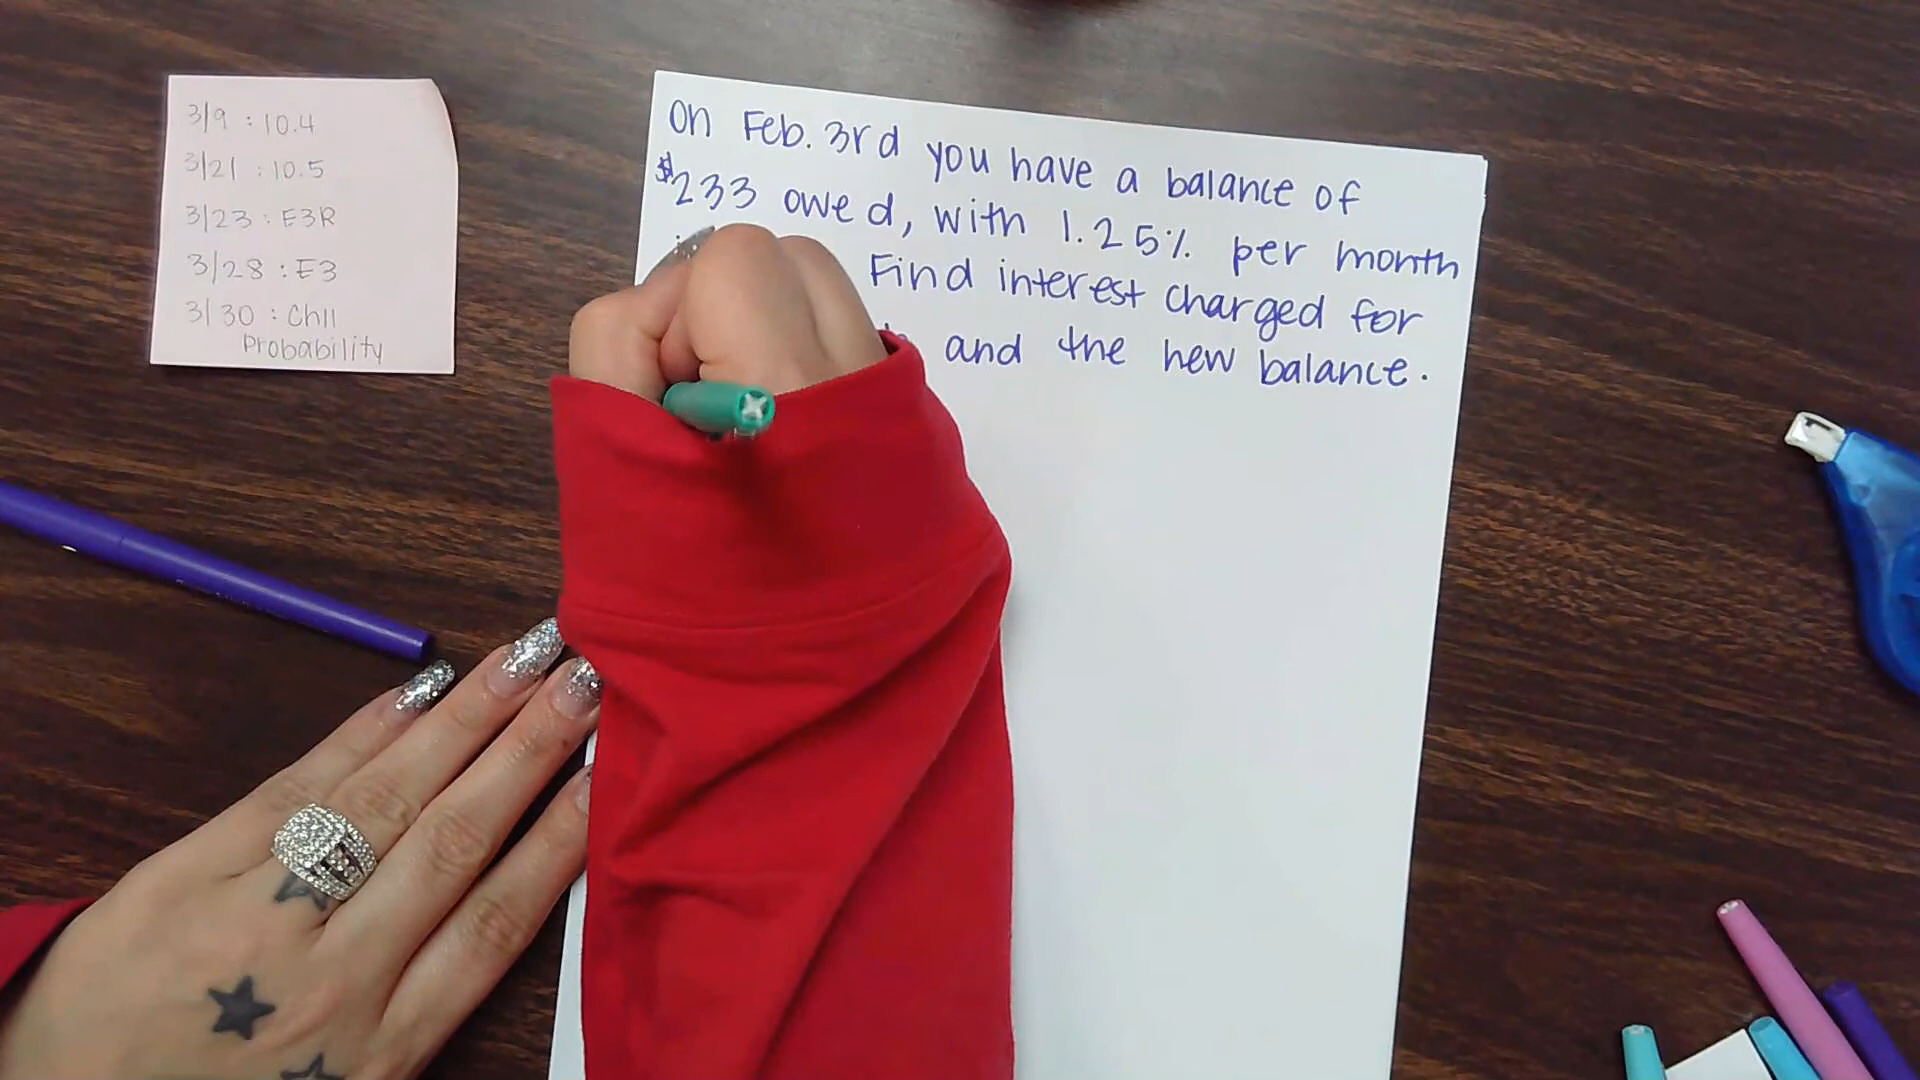 3/9 : 10.4
3/21 : 10.5
3/23 : E3R
3/28 : E3
3/30 : Ch11
Probability
On Feb. 3rd you have a balance of
$233 owed, with 1.25% per month
Find interest charged for
and the new balance.